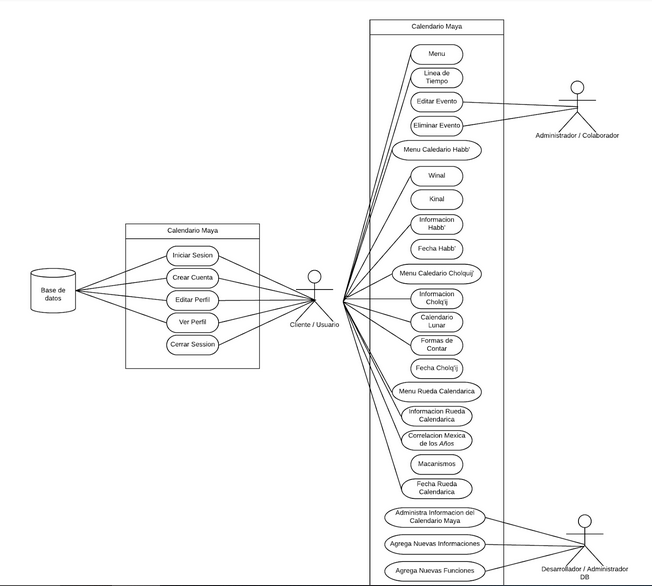 Calendario Maya
Menu
Linea de
Tiempo
Editar Evento
Eliminar Evento
Administrador / Colaborador
Menu Caledario Habb'
Winal
Kinal
Informacion
Habb'
Fecha Habb'
Menu Caledario Cholquij'
Informacion
Cholq'ij
Calendario
Lunar
Formas de
Contar
Fecha Cholq'ij
Menu Rueda Calendarica
Informacion Rueda
Calendarica
Correlacion Mexica
de los Años
Macanismos
Fecha Rueda
Calendarica
Administra Informacion del
Calendario Maya
Agrega Nuevas Informaciones
Agrega Nuevas Funciones
Desarrollador / Administrador
DB
Calendario Maya
Iniciar Sesion
Crear Cuenta
Editar Perfil
Ver Perfil
Cerrar Session
Base de
datos
Cliente / Usuario